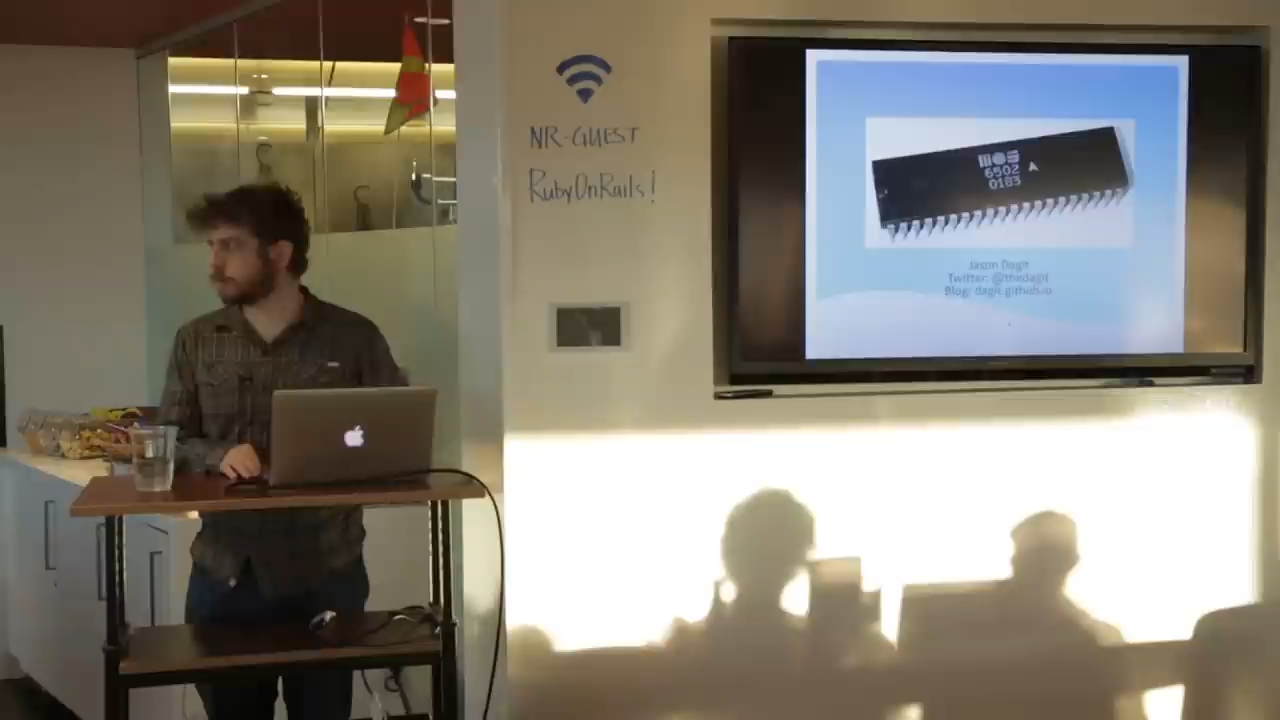 NR-GUEST
RubyOnRails!
MOS
6502 A
0183
Jason Dagit
Twitter: @thedagit
Blog: dagit.github.io